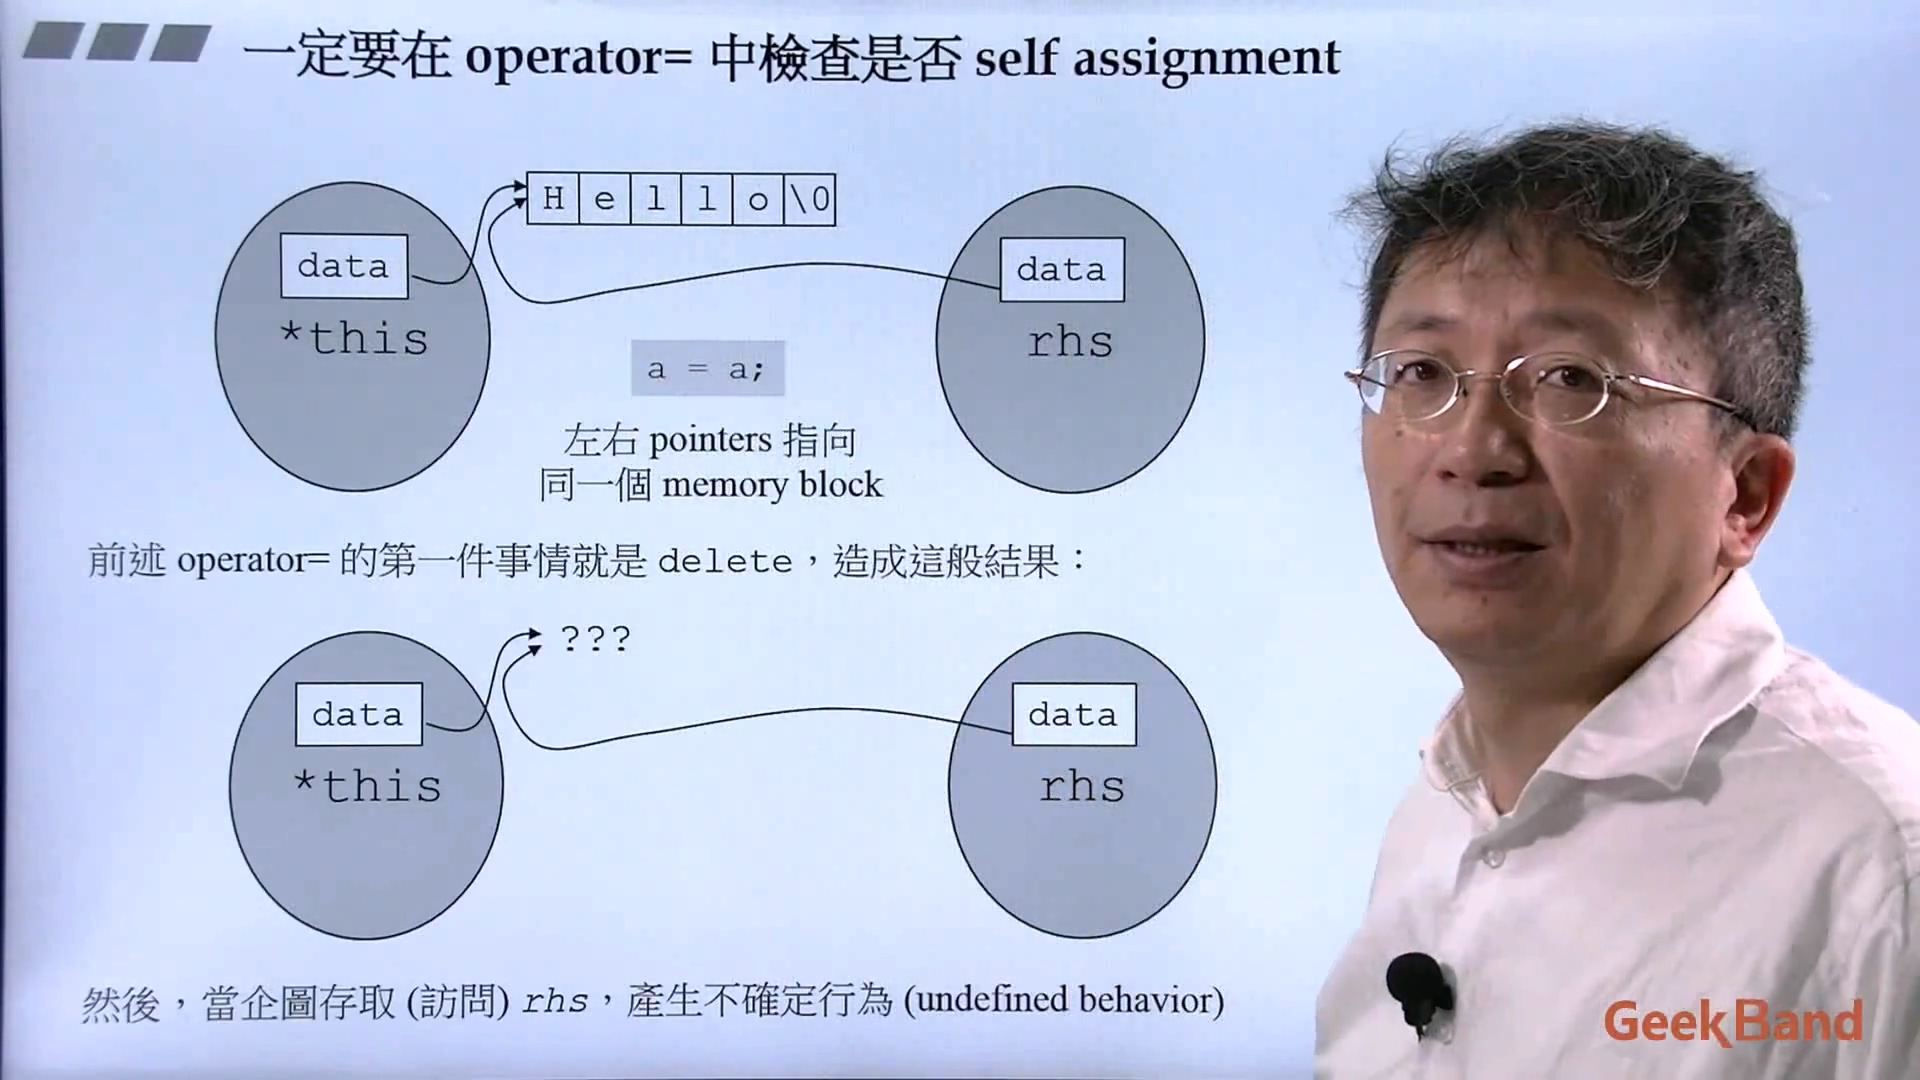 一定要在 operator= 中檢查是否 self assignment
H e l l o \0
data
data
*this
rhs
a = a;
左右 pointers 指向
同一個 memory block
前述 operator= 的第一件事情就是 delete，造成這般結果：
???
data
data
*this
rhs
然後，當企圖存取 (訪問) rhs，產生不確定行為 (undefined behavior)
GeekBand